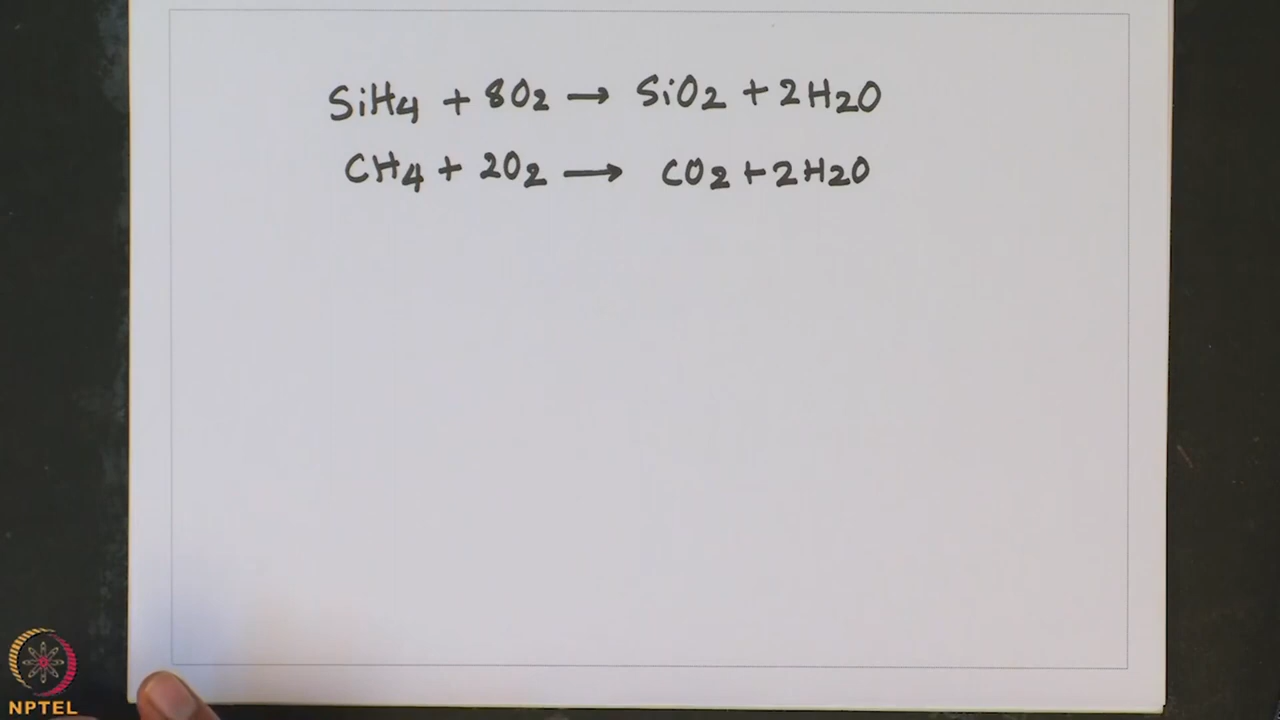 SiH4 + 8O2 → SiO2 + 2H2O
CH4 + 2O2 → CO2 + 2H2O
NPTEL